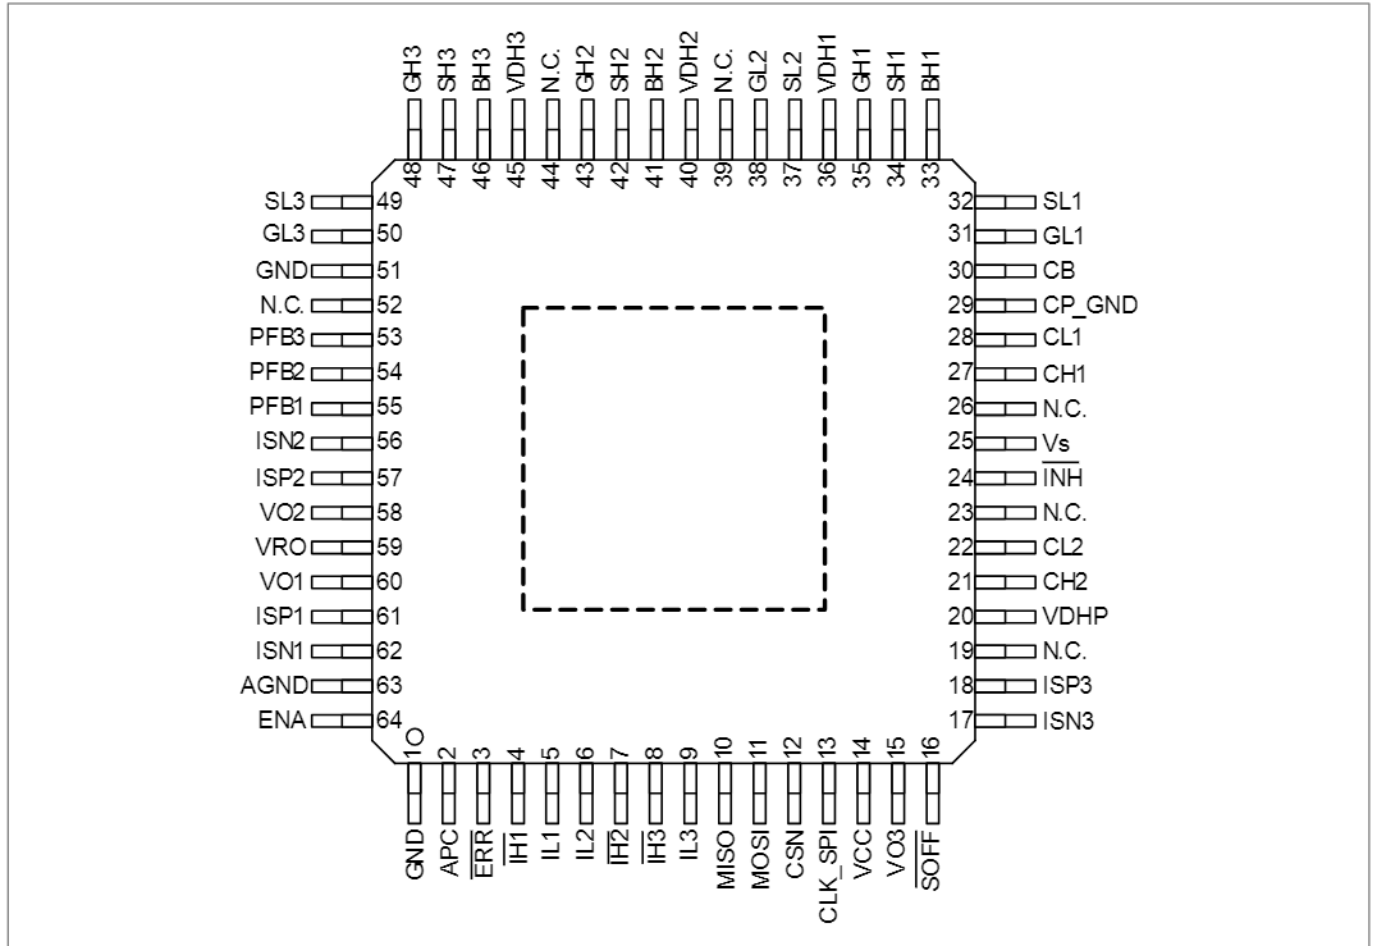 GH3 SH3 BH3 VDH3 N.C. GH2 SH2 BH2 VDH2 N.C. GL2 SL2 VDH1 GH1 SH1 BH1
48 47 46 45 44 43 42 41 40 39 38 37 36 35 34 33
SL3 49 32 SL1
GL3 50 31 GL1
GND 51 30 CB
N.C. 52 29 CP_GND
PFB3 53 28 CL1
PFB2 54 27 CH1
PFB1 55 26 N.C.
ISN2 56 25 Vs
ISP2 57 24 I̅N̅H̅
VO2 58 23 N.C.
VRO 59 22 CL2
VO1 60 21 CH2
ISP1 61 20 VDHP
ISN1 62 19 N.C.
AGND 63 18 ISP3
ENA 64 17 ISN3
1 2 3 4 5 6 7 8 9 10 11 12 13 14 15 16
GND APC E̅R̅R̅ I̅H̅1̅ IL1 IL2 I̅H̅2̅ I̅H̅3̅ IL3 MISO MOSI CSN CLK_SPI VCC VO3 S̅O̅F̅F̅